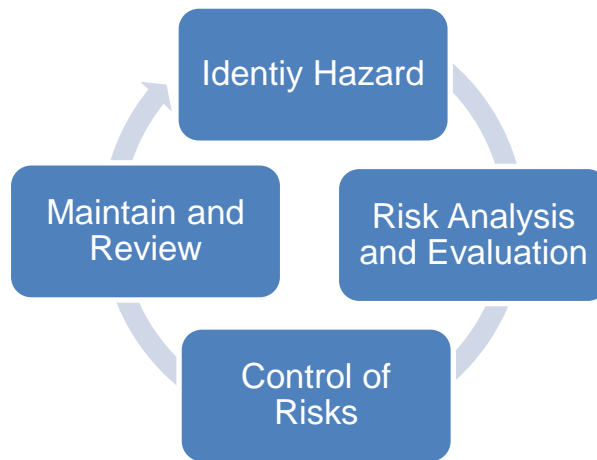 Identiy Hazard
Risk Analysis
and Evaluation
Control of
Risks
Maintain and
Review